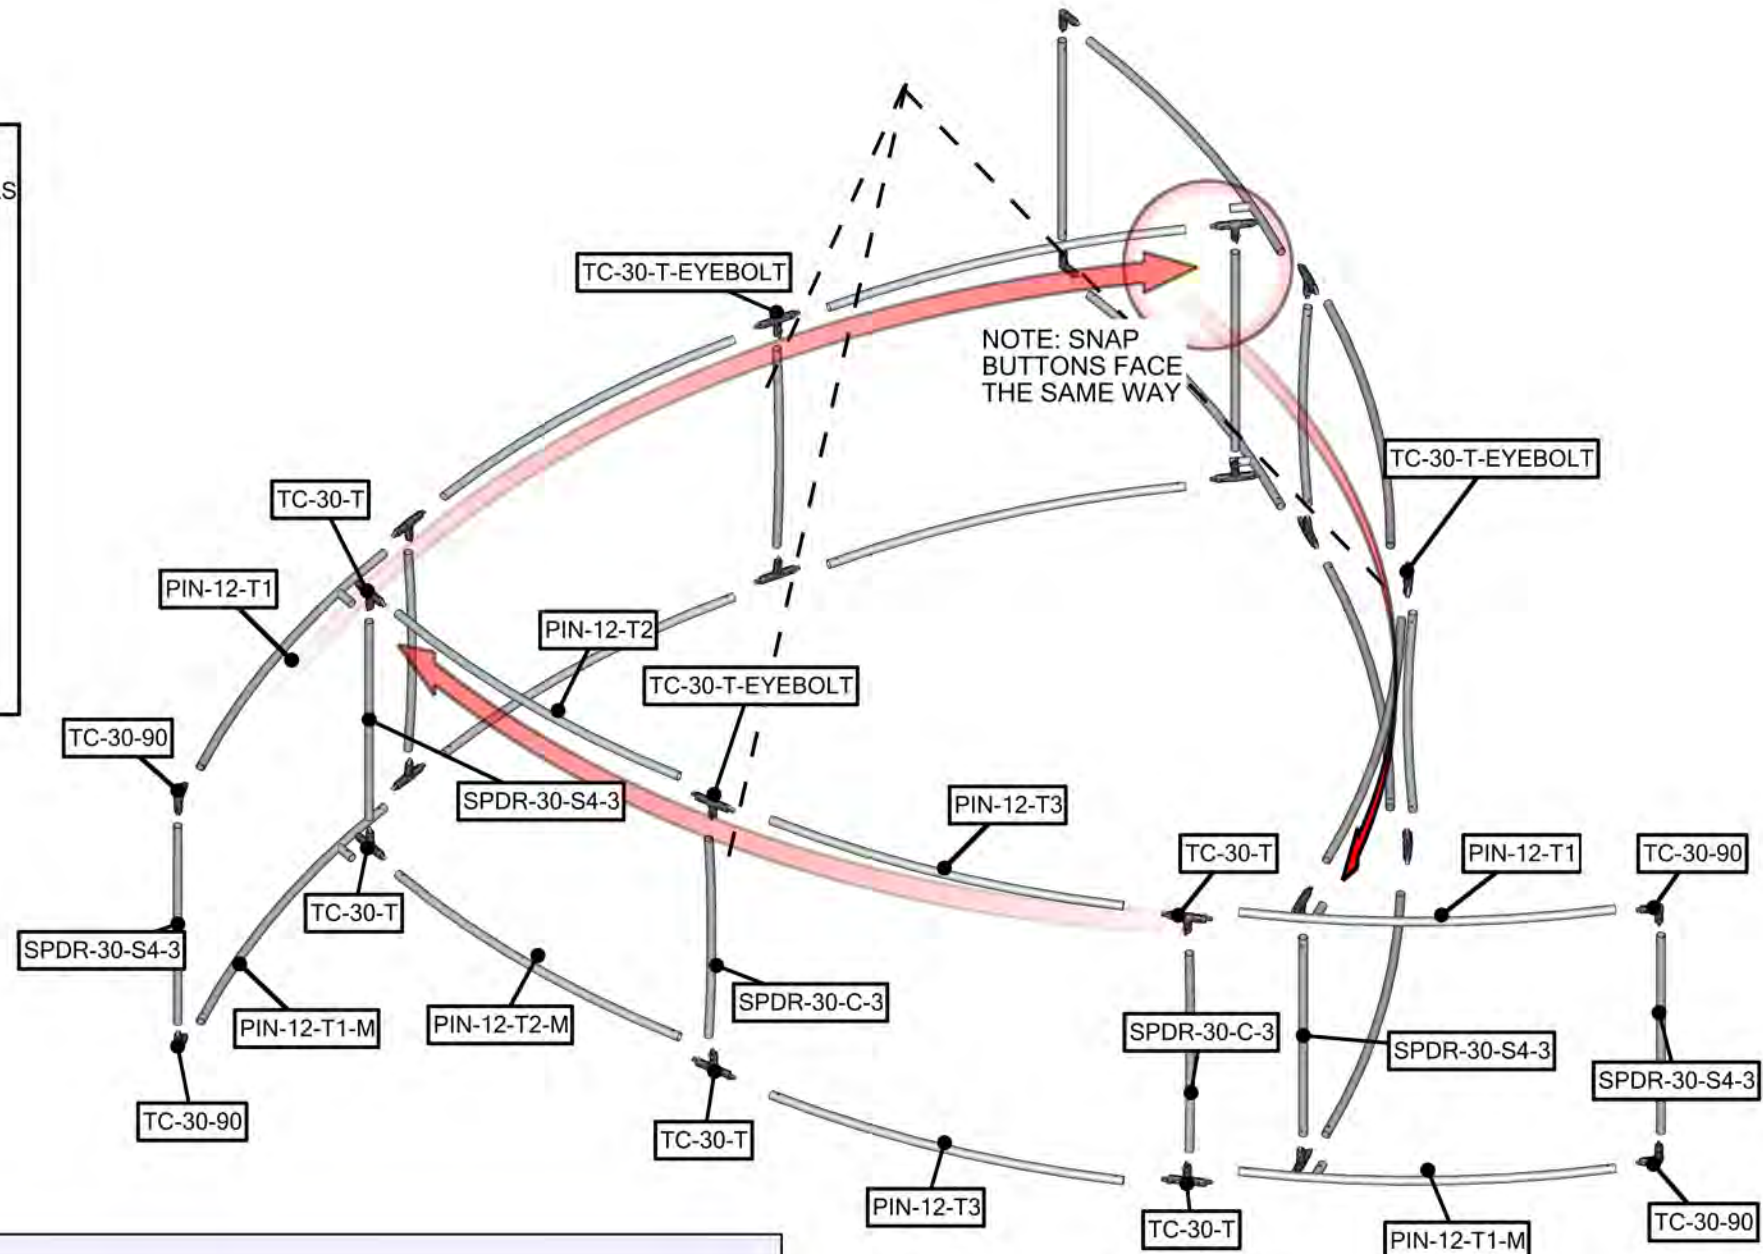 S
TC-30-T-EYEBOLT
NOTE: SNAP
BUTTONS FACE
THE SAME WAY
TC-30-T-EYEBOLT
TC-30-T
PIN-12-T1
PIN-12-T2
TC-30-T-EYEBOLT
TC-30-90
SPDR-30-S4-3
PIN-12-T3
TC-30-T
PIN-12-T1
TC-30-90
TC-30-T
SPDR-30-S4-3
PIN-12-T1-M
PIN-12-T2-M
SPDR-30-C-3
SPDR-30-C-3
SPDR-30-S4-3
SPDR-30-S4-3
TC-30-90
TC-30-T
PIN-12-T3
TC-30-T
PIN-12-T1-M
TC-30-90